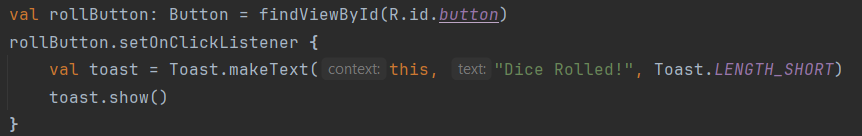 val rollButton: Button = findViewById(R.id.button)
rollButton.setOnClickListener {
    val toast = Toast.makeText( context: this, text: "Dice Rolled!", Toast.LENGTH_SHORT)
    toast.show()
}